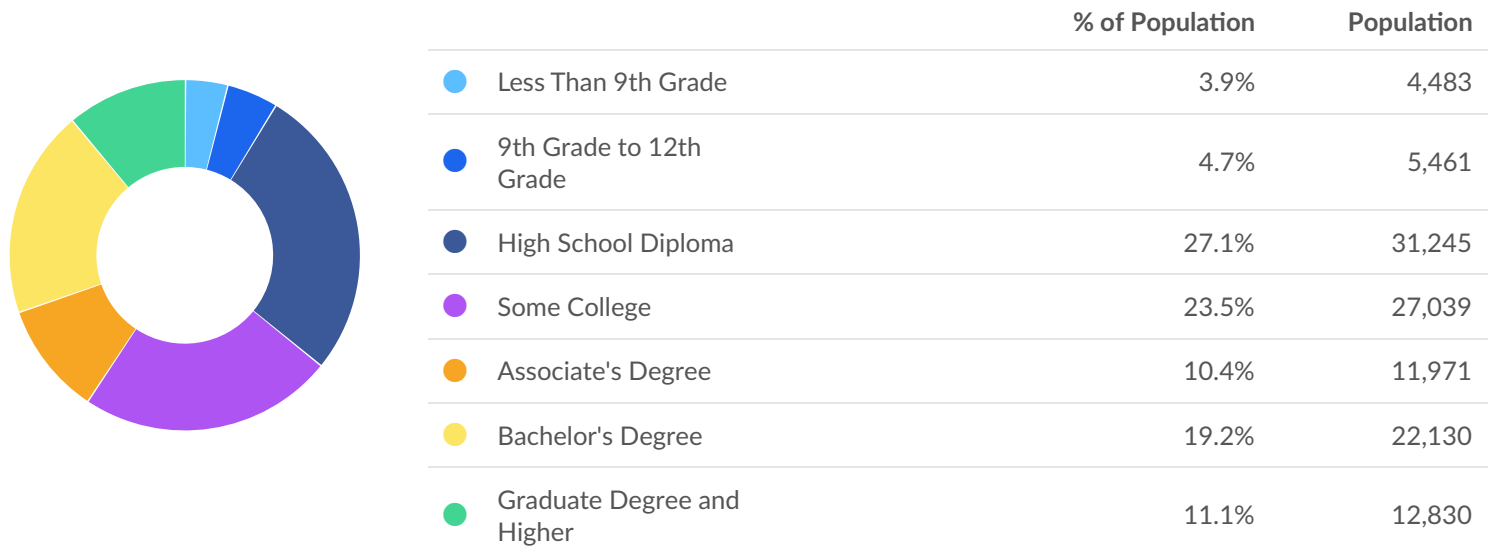 % of Population Population
Less Than 9th Grade 3.9% 4,483
9th Grade to 12th
Grade 4.7% 5,461
High School Diploma 27.1% 31,245
Some College 23.5% 27,039
Associate's Degree 10.4% 11,971
Bachelor's Degree 19.2% 22,130
Graduate Degree and
Higher 11.1% 12,830